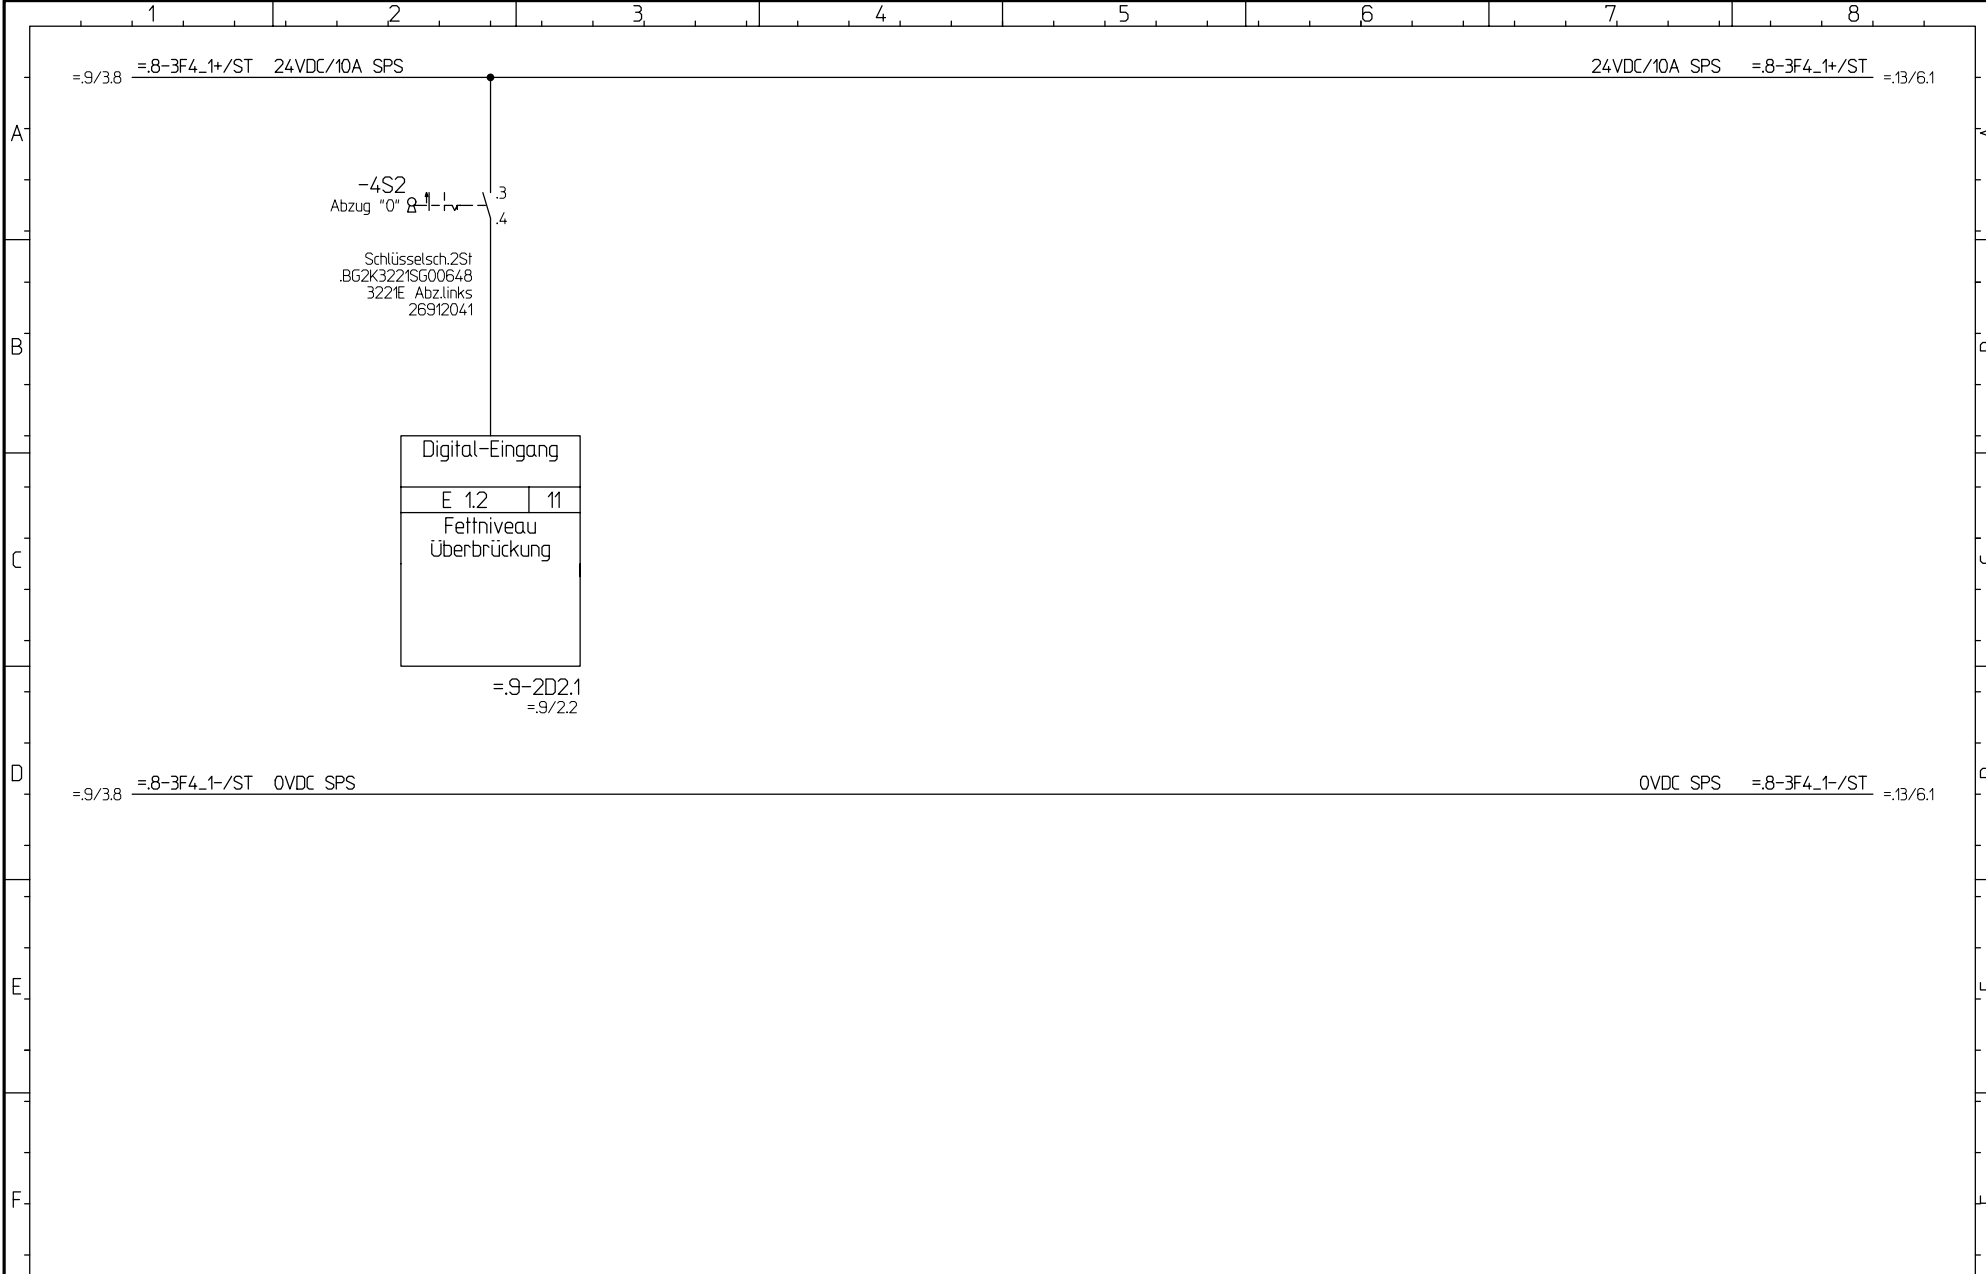 1 2 3 4 5 6 7 8
=.9/3.8 =.8-3F4_1+/ST 24VDC/10A SPS 24VDC/10A SPS =.8-3F4_1+/ST =.13/6.1
A
-4S2
Abzug "0"
.3
.4
Schlüsselsch.2St
.BG2K3221SG00648
3221E Abz.links
26912041
B
Digital-Eingang
E 1.2 11
Fettniveau
Überbrückung
C
=.9-2D2.1
=.9/2.2
D
=.9/3.8 =.8-3F4_1-/ST 0VDC SPS 0VDC SPS =.8-3F4_1-/ST =.13/6.1
E
F